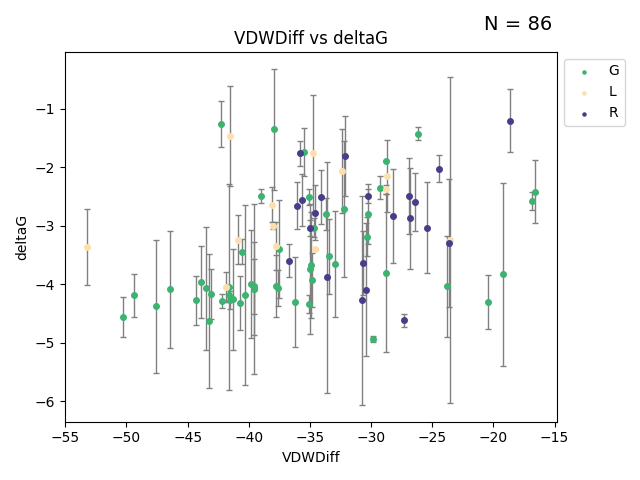 N = 86
VDWDiff vs deltaG
G
L
R
deltaG
−1
−2
−3
−4
−5
−6
−55
−50
−45
−40
−35
−30
−25
−20
−15
VDWDiff